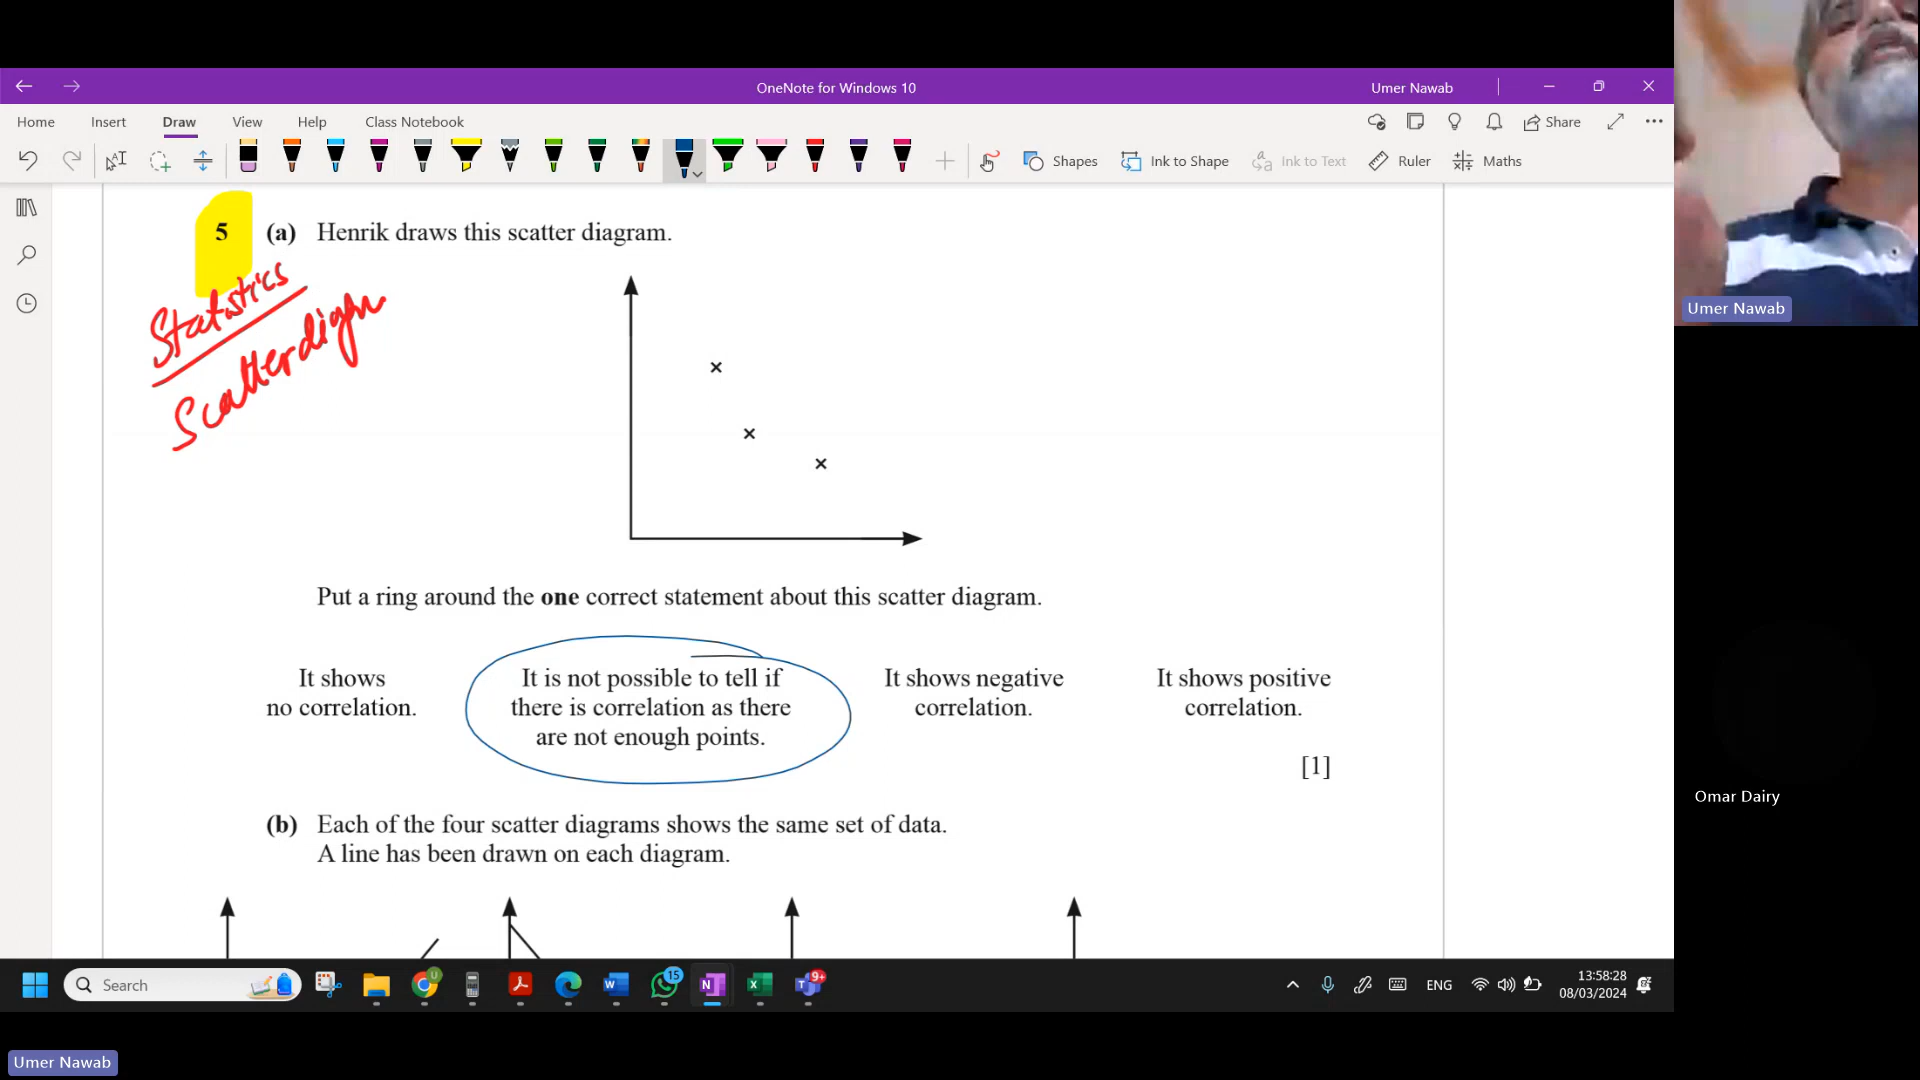 OneNote for Windows 10
Umer Nawab
Home Insert Draw View Help Class Notebook
Share
Shapes Ink to Shape Ink to Text Ruler Maths
5 (a) Henrik draws this scatter diagram.
Statistics
Scatter digm
Put a ring around the one correct statement about this scatter diagram.
It shows
no correlation.
It is not possible to tell if
there is correlation as there
are not enough points.
It shows negative
correlation.
It shows positive
correlation.
[1]
(b) Each of the four scatter diagrams shows the same set of data.
A line has been drawn on each diagram.
Umer Nawab
Omar Dairy
Search
U
15
9+
ENG
13:58:28
08/03/2024
Umer Nawab